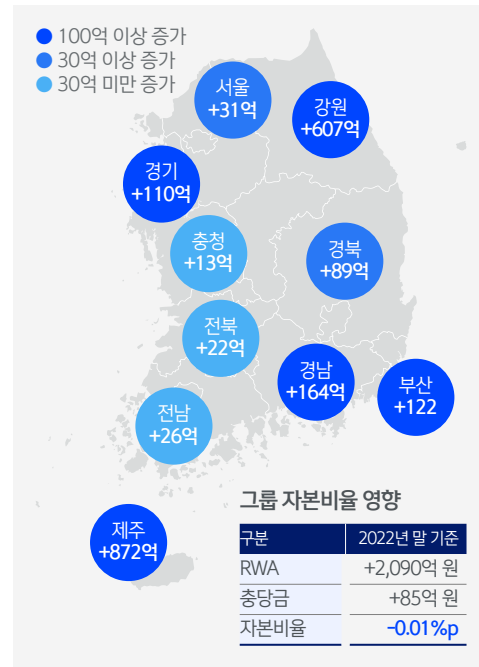 100억 이상 증가
30억 이상 증가
30억 미만 증가
서울
+31억
강원
+607억
경기
+110억
충청
+13억
경북
+89억
전북
+22억
경남
+164억
부산
+122
전남
+26억
제주
+872억
그룹 자본비율 영향
구분 2022년 말 기준
RWA +2,090억 원
충당금 +85억 원
자본비율 -0.01%p